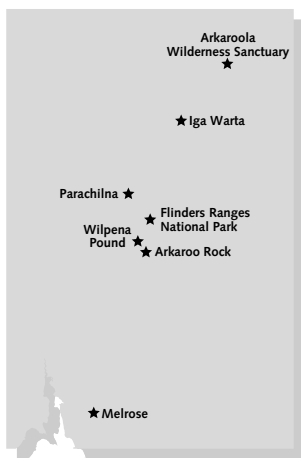 Arkaroola
Wilderness Sanctuary
Iga Warta
Parachilna
Flinders Ranges
National Park
Wilpena
Pound
Arkaroo Rock
Melrose